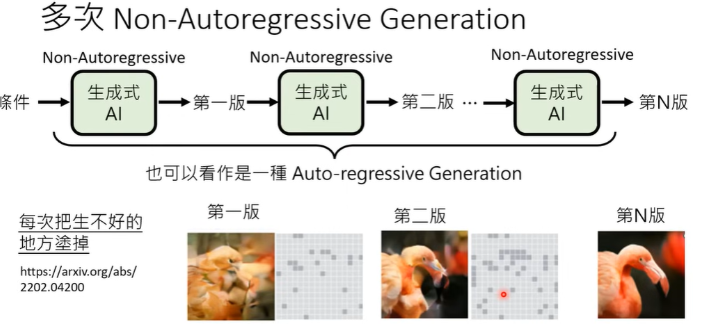 多次 Non-Autoregressive Generation
Non-Autoregressive
Non-Autoregressive
Non-Autoregressive
條件
生成式
AI
第一版
生成式
AI
第二版
…
生成式
AI
第N版
也可以看作是一種 Auto-regressive Generation
每次把生不好的
地方塗掉
https://arxiv.org/abs/
2202.04200
第一版
第二版
第N版